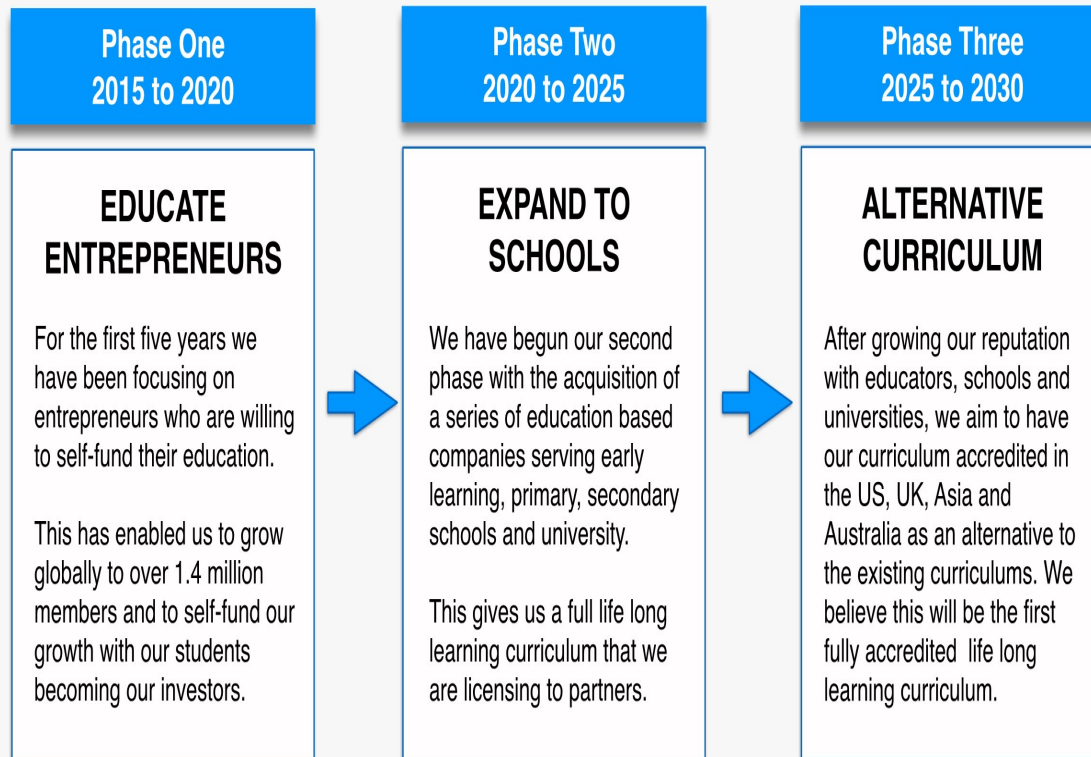 Phase One
2015 to 2020
EDUCATE
ENTREPRENEURS
For the first five years we
have been focusing on
entrepreneurs who are willing
to self-fund their education.
This has enabled us to grow
globally to over 1.4 million
members and to self-fund our
growth with our students
becoming our investors.
Phase Two
2020 to 2025
EXPAND TO
SCHOOLS
We have begun our second
phase with the acquisition of
a series of education based
companies serving early
learning, primary, secondary
schools and university.
This gives us a full life long
learning curriculum that we
are licensing to partners.
Phase Three
2025 to 2030
ALTERNATIVE
CURRICULUM
After growing our reputation
with educators, schools and
universities, we aim to have
our curriculum accredited in
the US, UK, Asia and
Australia as an alternative to
the existing curriculums. We
believe this will be the first
fully accredited  life long
learning curriculum.